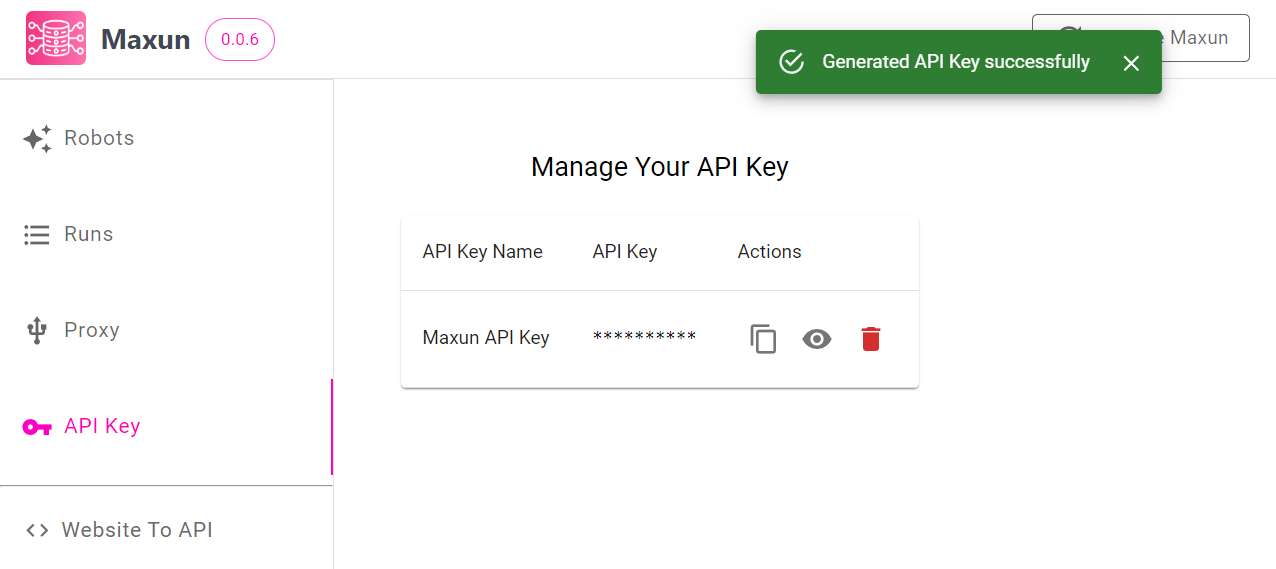 Maxun
0.0.6
Maxun
Generated API Key successfully
Robots
Runs
Proxy
API Key
Website To API
Manage Your API Key
API Key Name API Key Actions
Maxun API Key **********